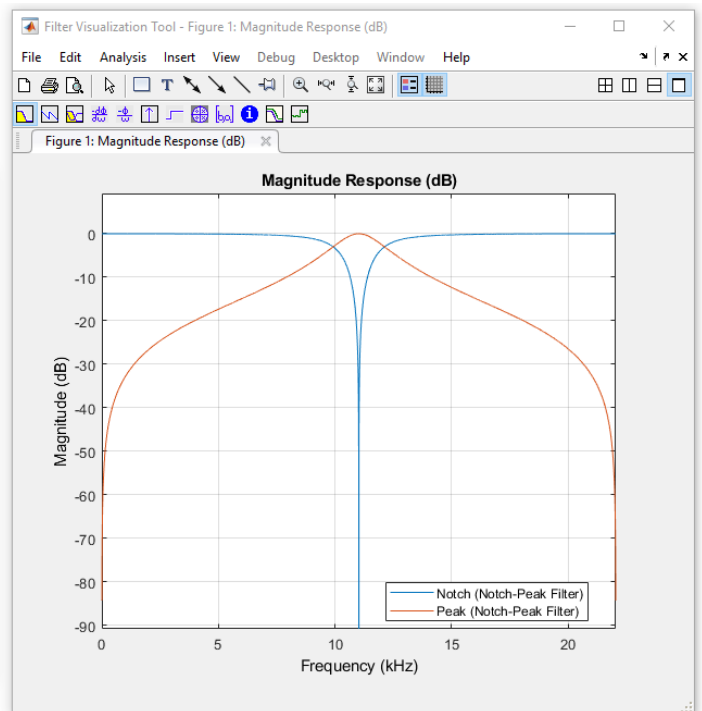 Filter Visualization Tool - Figure 1: Magnitude Response (dB)
File Edit Analysis Insert View Debug Desktop Window Help
T
Figure 1: Magnitude Response (dB)
Magnitude Response (dB)
0
-10
-20
-30
-40
-50
-60
-70
-80
-90
Magnitude (dB)
0 5 10 15 20
Frequency (kHz)
Notch (Notch-Peak Filter)
Peak (Notch-Peak Filter)